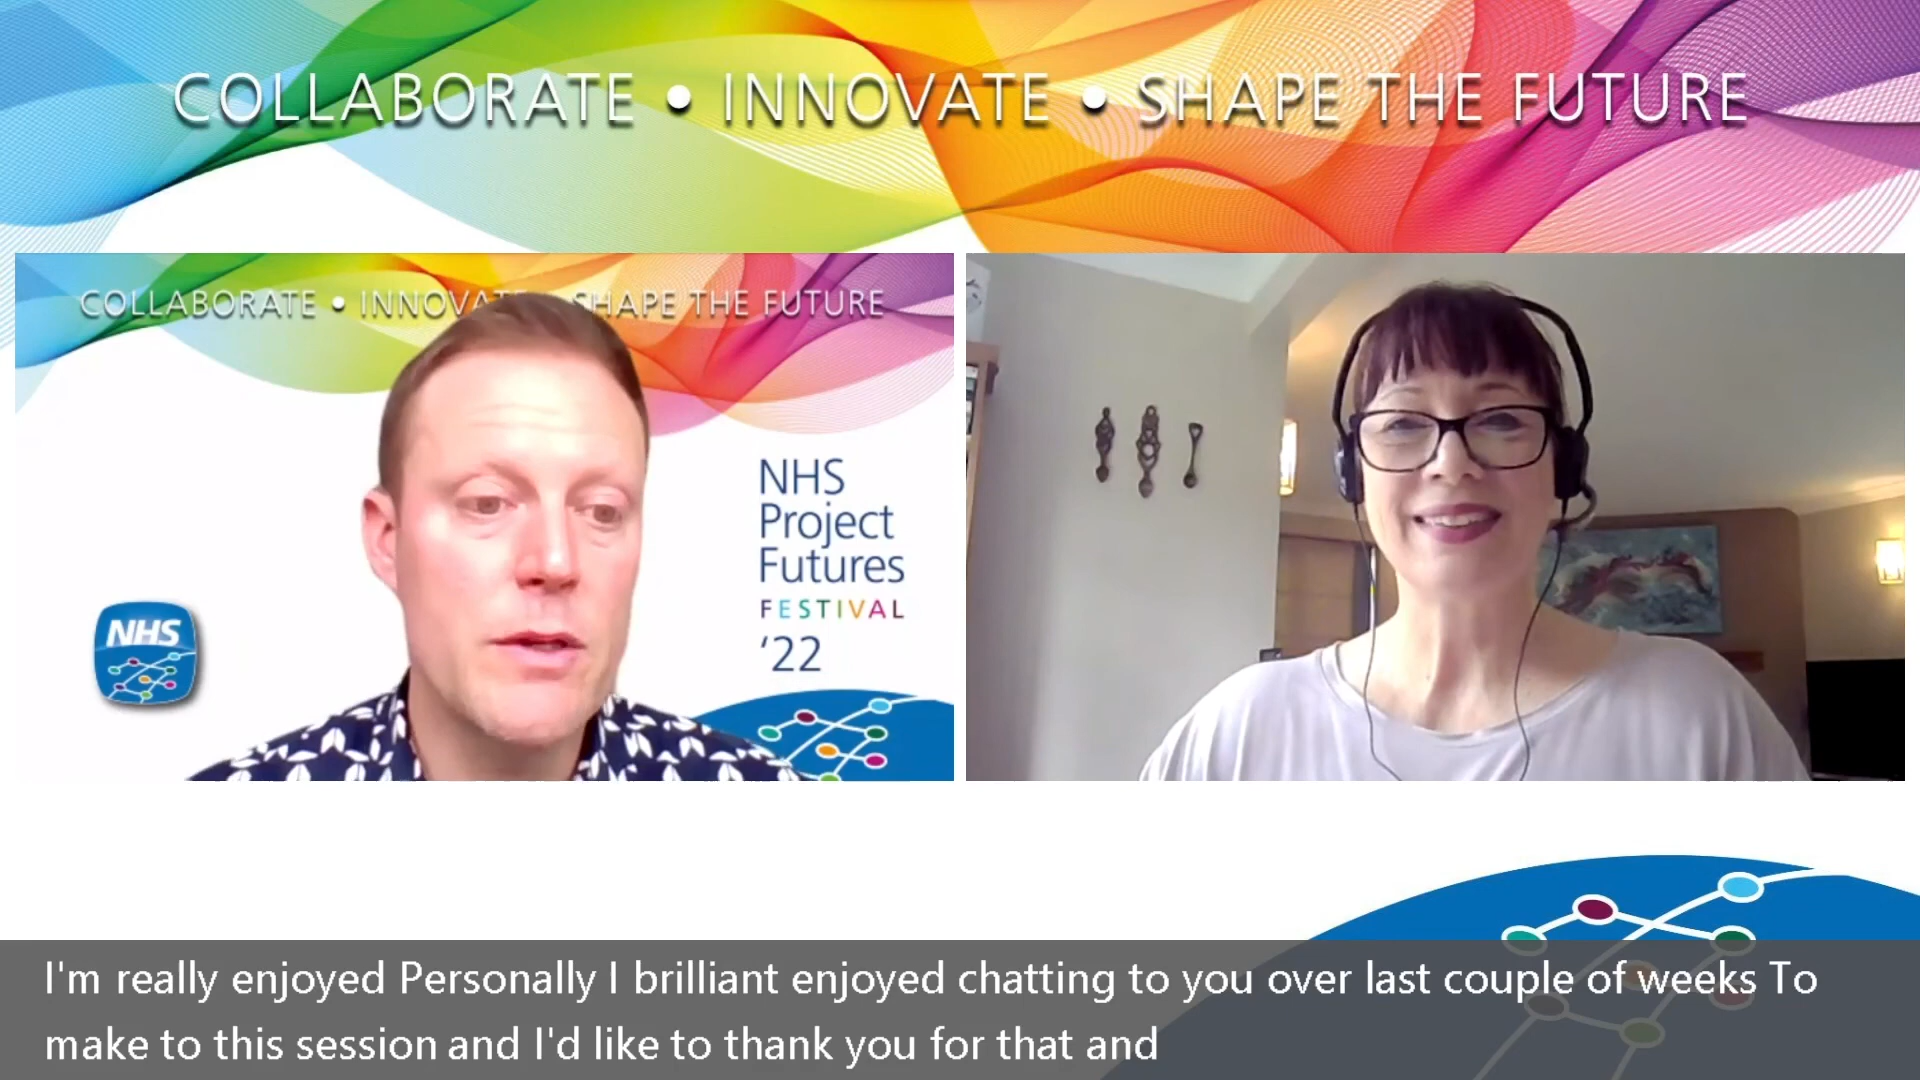 COLLABORATE • INNOVATE • SHAPE THE FUTURE
COLLABORATE • INNOVATE SHAPE THE FUTURE
NHS
Project
Futures
FESTIVAL
'22
NHS
I'm really enjoyed Personally I brilliant enjoyed chatting to you over last couple of weeks To
make to this session and I'd like to thank you for that and